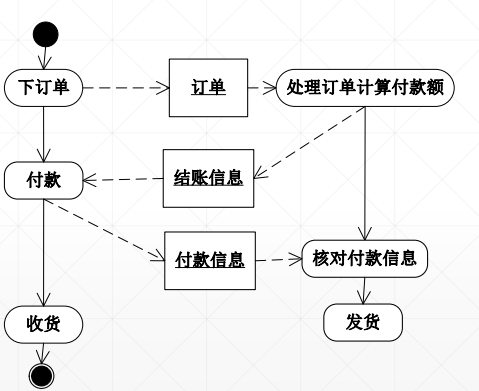 下订单
订单
处理订单计算付款额
付款
结账信息
付款信息
核对付款信息
收货
发货